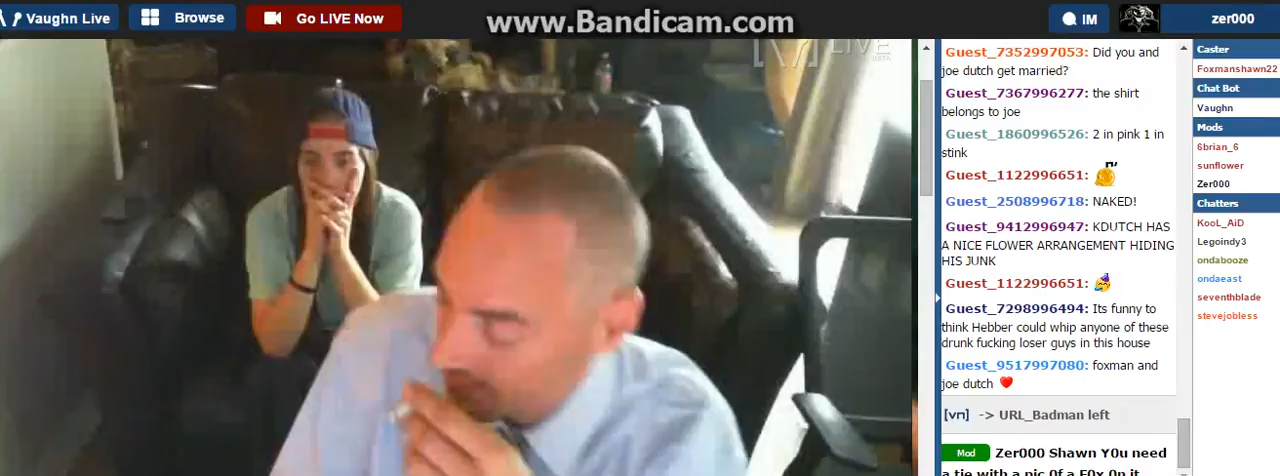 Vaughn Live
Browse
Go LIVE Now
www.Bandicam.com
IM
zer000
[V] LIVE
BETA
Guest_7352997053: Did you and
joe dutch get married?
Guest_7367996277: the shirt
belongs to joe
Guest_1860996526: 2 in pink 1 in
stink
Guest_1122996651:
Guest_2508996718: NAKED!
Guest_9412996947: KDUTCH HAS
A NICE FLOWER ARRANGEMENT HIDING
HIS JUNK
Guest_1122996651:
Guest_7298996494: Its funny to
think Hebber could whip anyone of these
drunk fucking loser guys in this house
Guest_9517997080: foxman and
joe dutch ❤
[vn] -> URL_Badman left
Mod Zer000 Shawn Y0u need
a tie with a pic 0f a F0x 0n it
Caster
Foxmanshawn22
Chat Bot
Vaughn
Mods
6brian_6
sunflower
Zer000
Chatters
KooL_AiD
Legoindy3
ondabooze
ondaeast
seventhblade
stevejobless